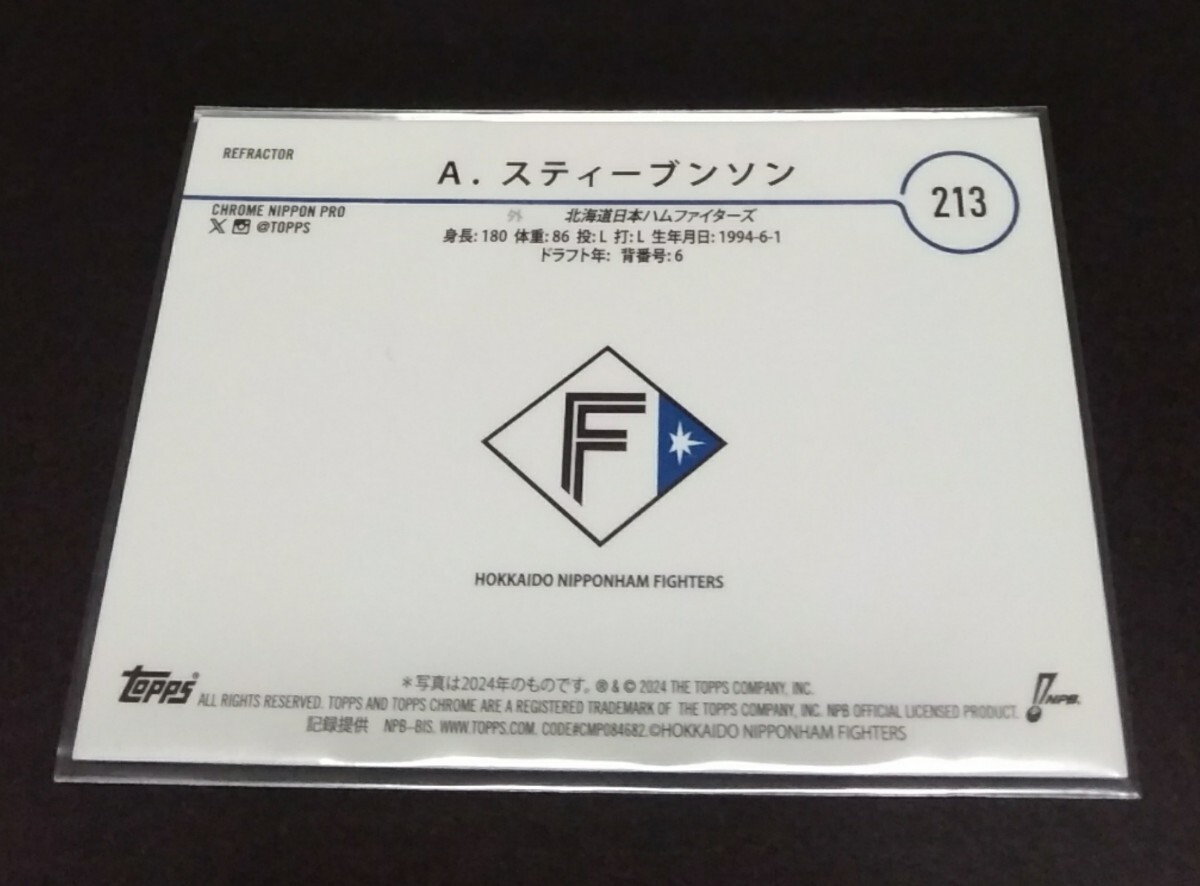 REFRACTOR
A. スティーブンソン
213
CHROME NIPPON PRO
@TOPPS
外 北海道日本ハムファイターズ
身長: 180 体重: 86 投: L 打: L 生年月日: 1994-6-1
ドラフト年: 背番号: 6
F
HOKKAIDO NIPPONHAM FIGHTERS
topps®
*写真は2024年のものです。 ® & © 2024 THE TOPPS COMPANY, INC.
ALL RIGHTS RESERVED. TOPPS AND TOPPS CHROME ARE A REGISTERED TRADEMARK OF THE TOPPS COMPANY, INC. NPB OFFICIAL LICENSED PRODUCT.
記録提供 NPB-BIS. WWW.TOPPS.COM. CODE#CMP084682.©HOKKAIDO NIPPONHAM FIGHTERS
NPB.